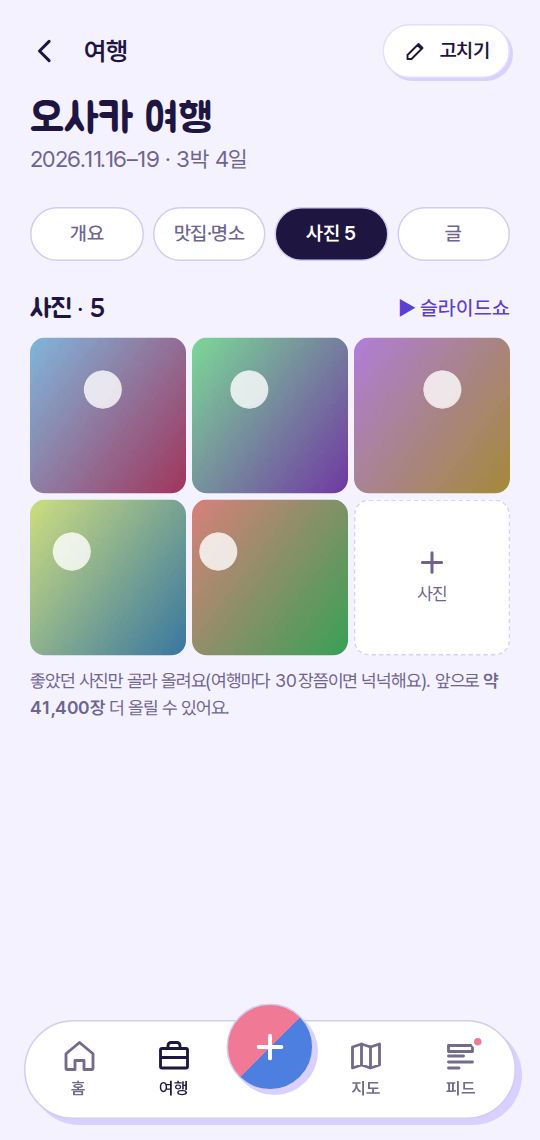 여행
고치기
오사카 여행
2026.11.16–19 · 3박 4일
개요
맛집·명소
사진 5
글
사진 · 5
▶ 슬라이드쇼
사진
좋았던 사진만 골라 올려요(여행마다 30장쯤이면 넉넉해요). 앞으로 약
41,400장 더 올릴 수 있어요.
홈
여행
지도
피드